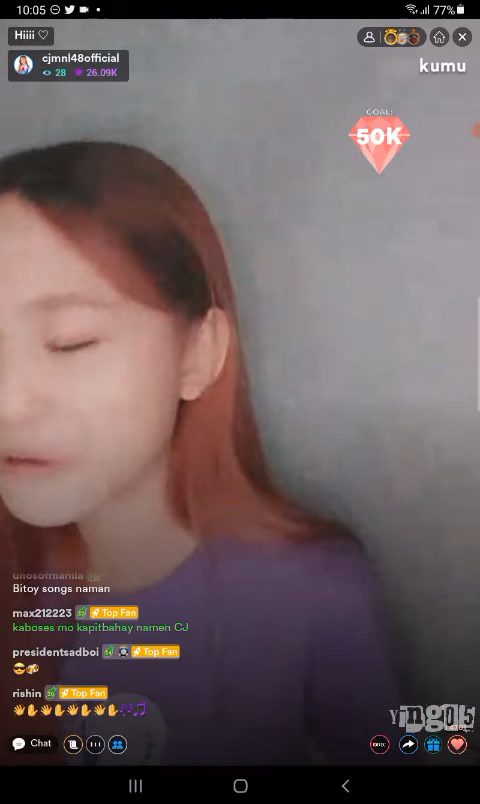 10:05
77%
Hiiii ♡
cjmnl48official
28 26.09K
kumu
GOAL:
50K
unosofmanila
Bitoy songs naman
max212223 Top Fan
kaboses mo kapitbahay namen CJ
presidentsadboi Top Fan
😎🍻
rishin Top Fan
👋✋👋✋👋✋👋✋🎶🎵
Chat